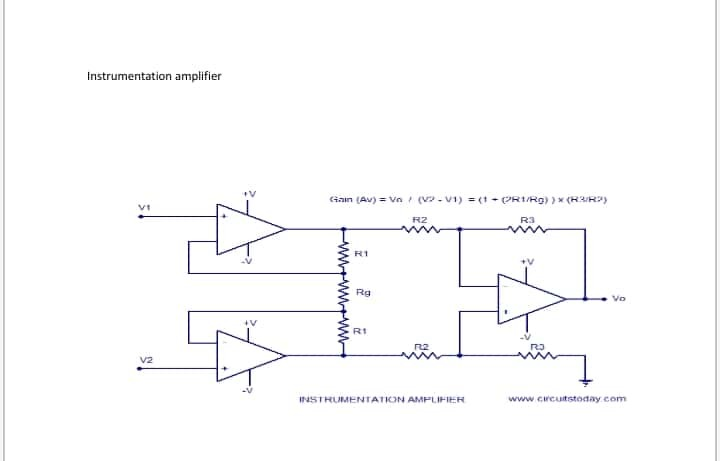 Instrumentation amplifier
+V
Gain (Av) = Vo / (V2 - V1) = (1 + (2R1/Rg) ) x (R3/R2)
V1
R2
R3
+
-V
R1
+V
-
Rg
Vo
+V
R1
+
-V
-
R2
R3
V2
+
-V
INSTRUMENTATION AMPLIFIER
www.circuitstoday.com